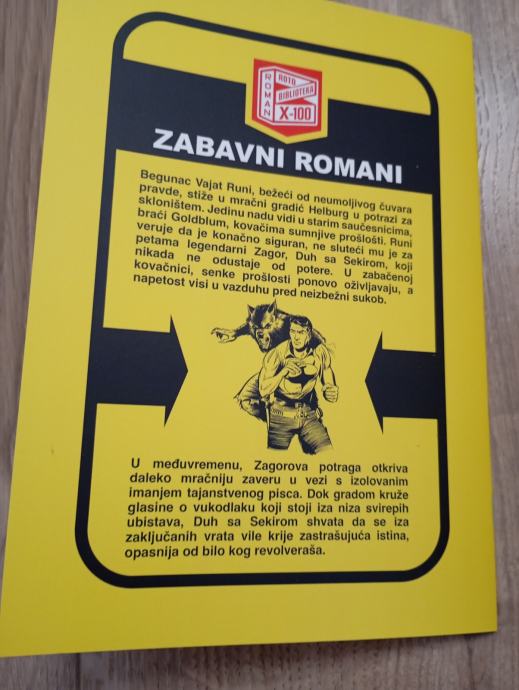 ROMAN
ROTO
BIBLIOTEKA
X-100
ZABAVNI ROMANI
Begunac Vajat Runi, bežeći od neumoljivog čuvara
pravde, stiže u mračni gradić Helburg u potrazi za
skloništem. Jedinu nadu vidi u starim saučesnicima,
braći Goldblum, kovačima sumnjive prošlosti. Runi
veruje da je konačno siguran, ne sluteći mu je za
petama legendarni Zagor, Duh sa Sekirom, koji
nikada ne odustaje od potere. U zabačenoj
kovačnici, senke prošlosti ponovo oživljavaju, a
napetost visi u vazduhu pred neizbežni sukob.
U međuvremenu, Zagorova potraga otkriva
daleko mračniju zaveru u vezi s izolovanim
imanjem tajanstvenog pisca. Dok gradom kruže
glasine o vukodlaku koji stoji iza niza svirepih
ubistava, Duh sa Sekirom shvata da se iza
zaključanih vrata vile krije zastrašujuća istina,
opasnija od bilo kog revolveraša.